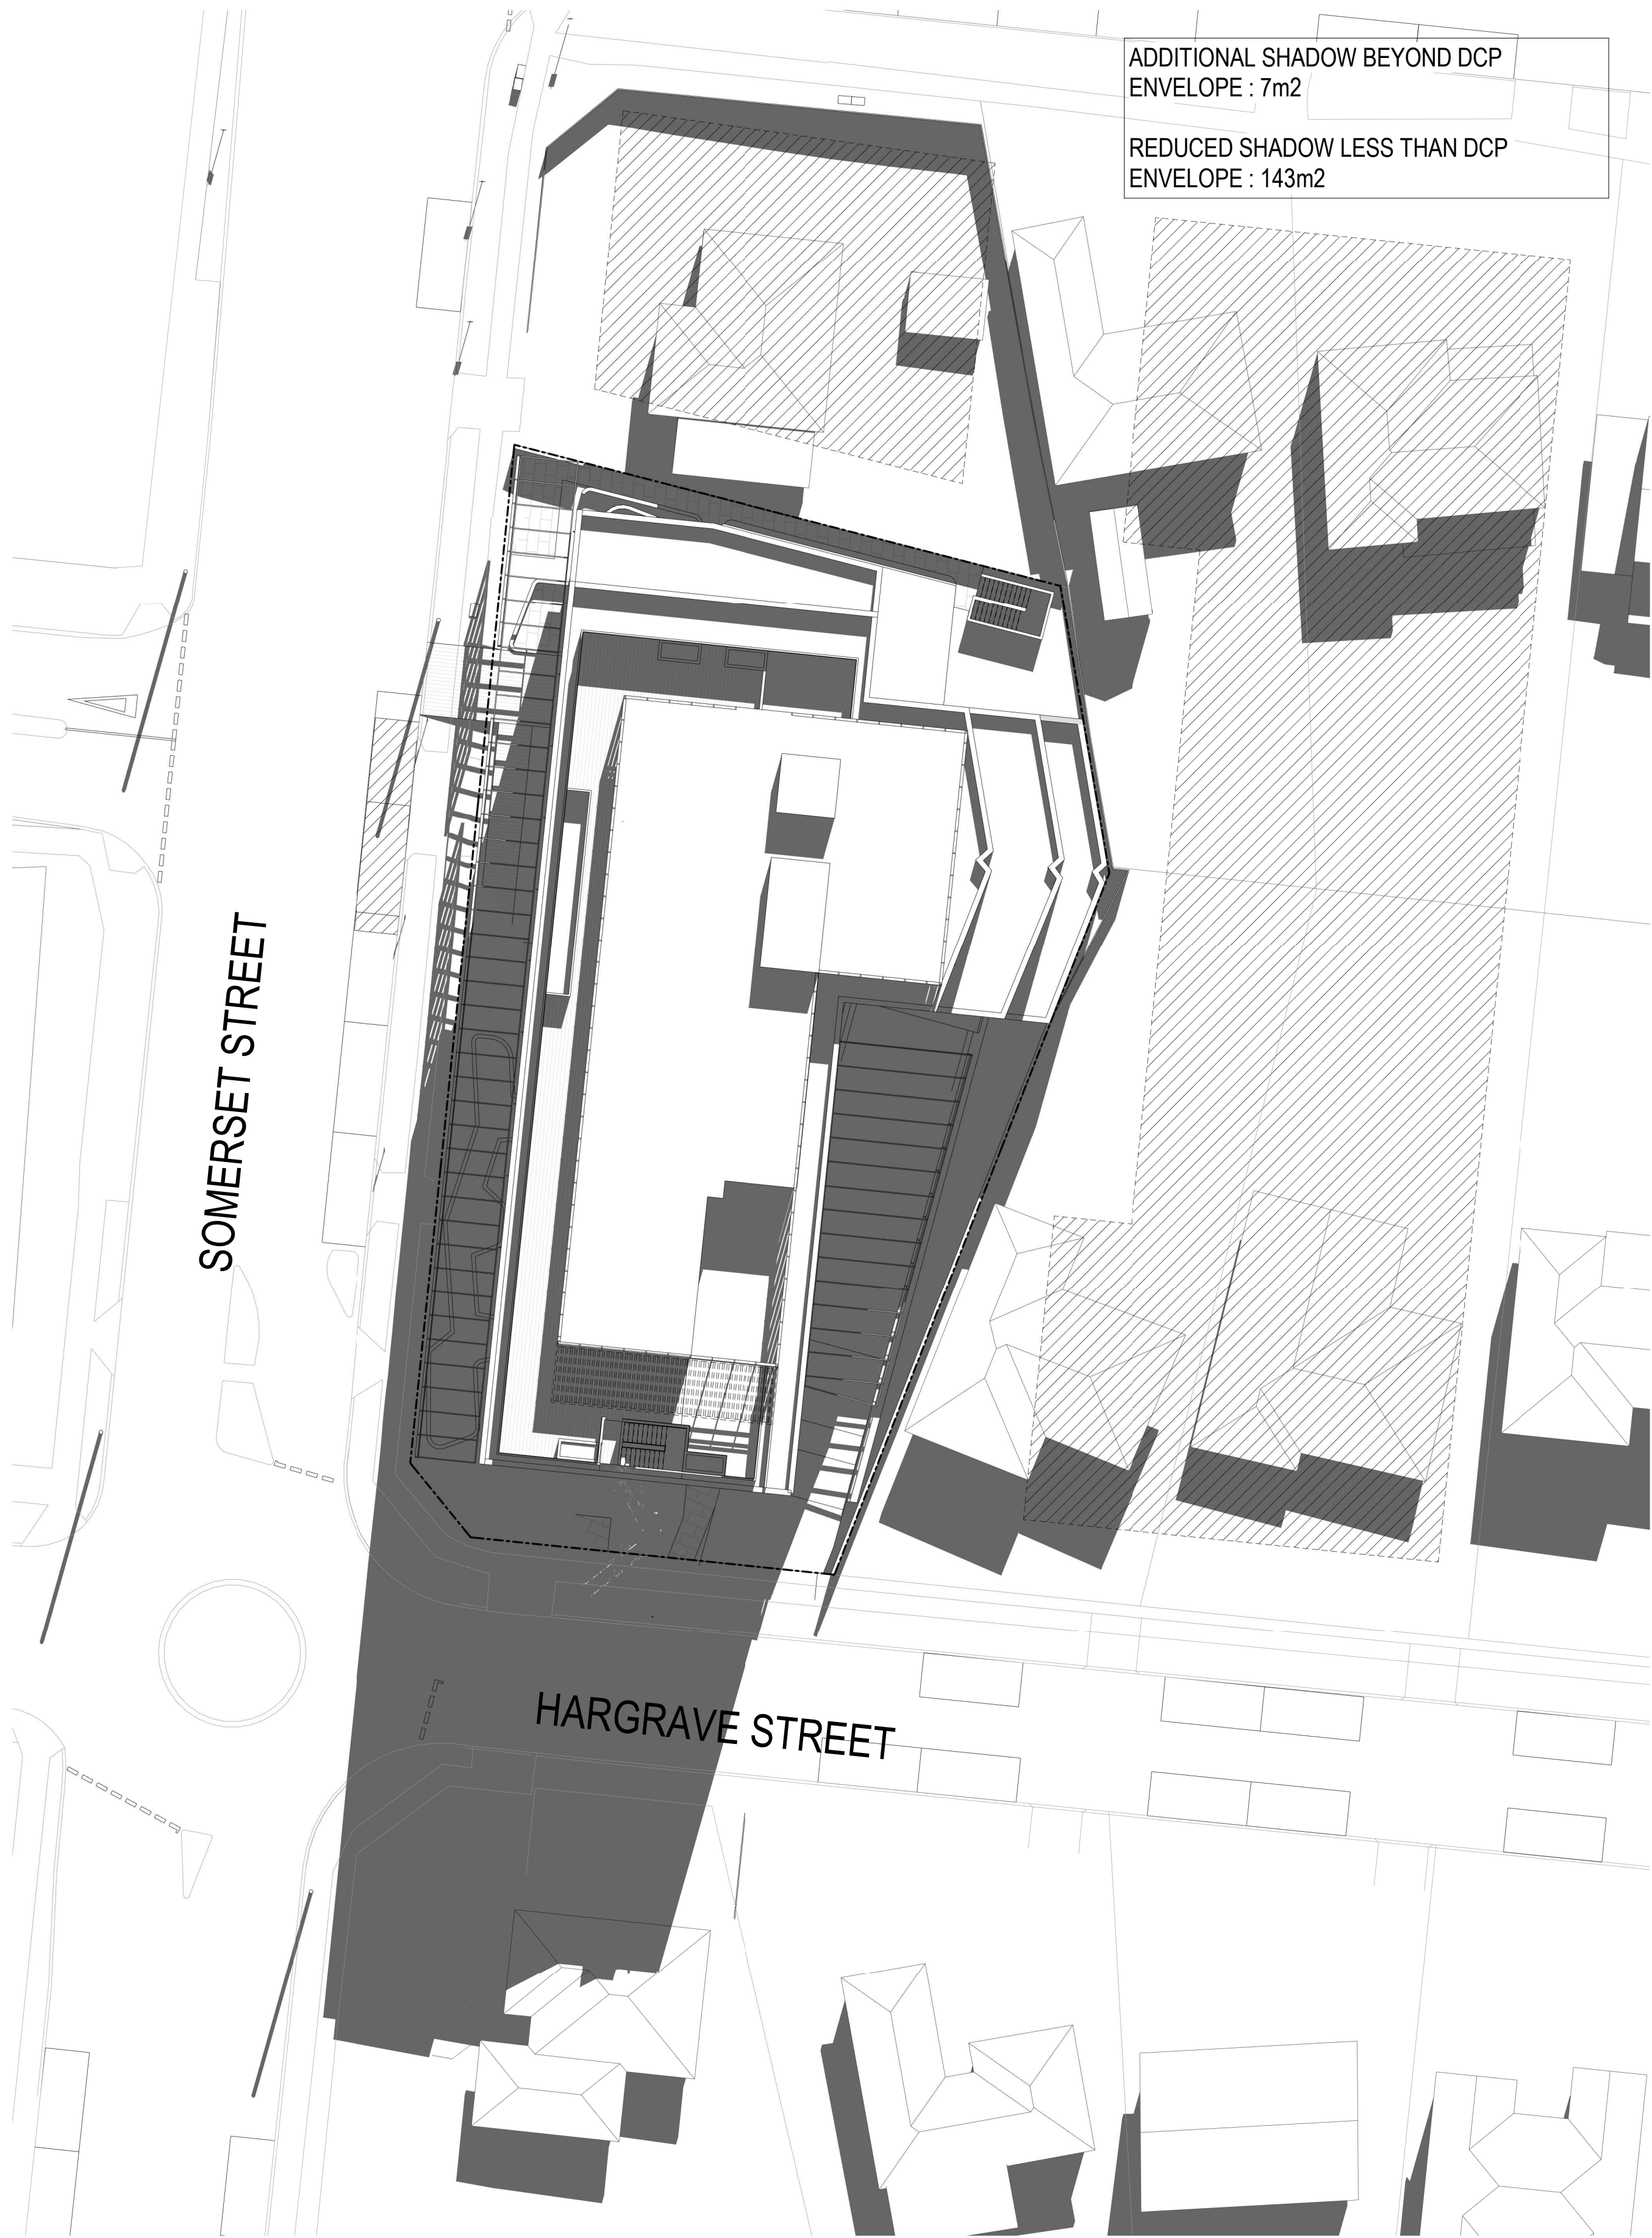 ADDITIONAL SHADOW BEYOND DCP
ENVELOPE : 7m2
REDUCED SHADOW LESS THAN DCP
ENVELOPE : 143m2
SOMERSET STREET
HARGRAVE STREET